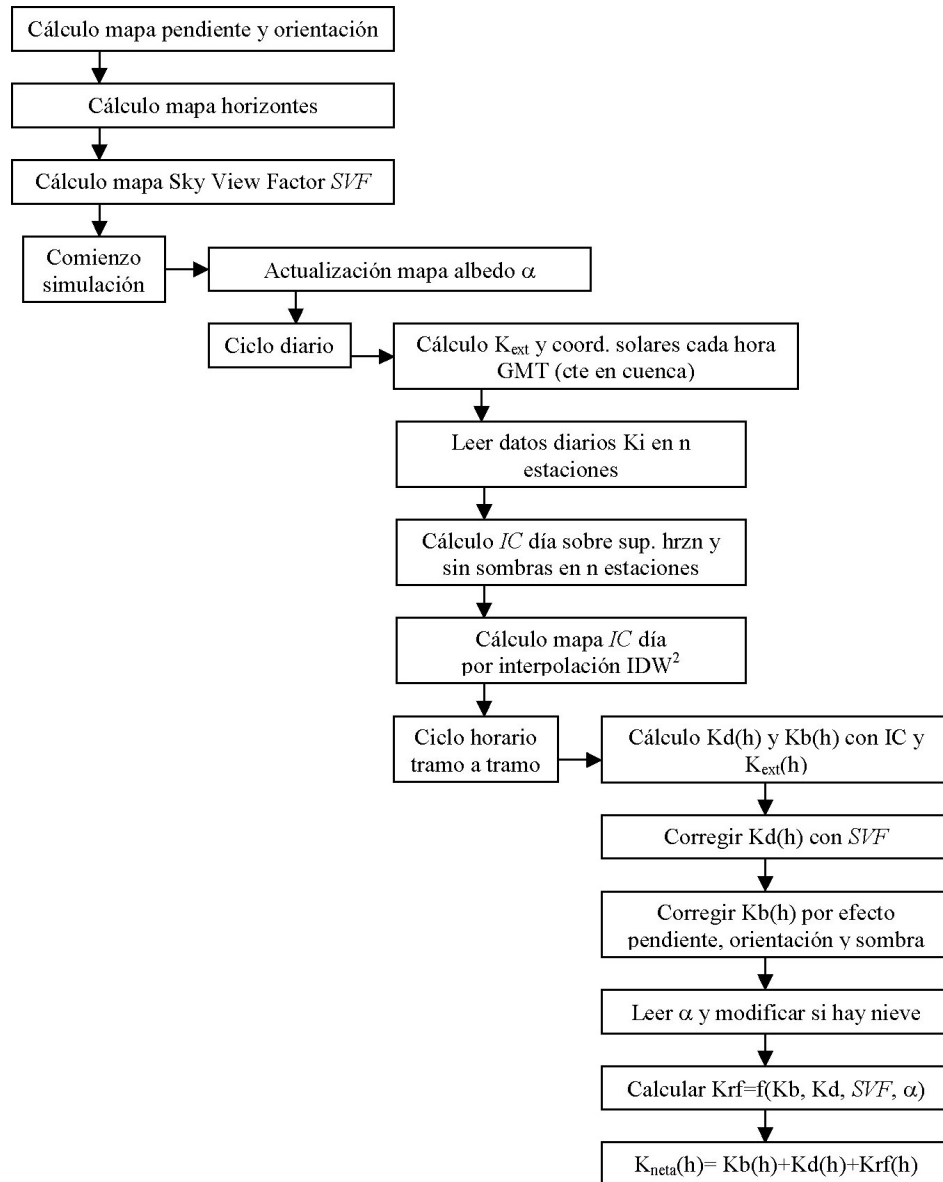 Cálculo mapa pendiente y orientación
Cálculo mapa horizontes
Cálculo mapa Sky View Factor SVF
Comienzo
simulación
Actualización mapa albedo α
Ciclo diario
Cálculo Kext y coord. solares cada hora
GMT (cte en cuenca)
Leer datos diarios Ki en n
estaciones
Cálculo IC día sobre sup. hrzn y
sin sombras en n estaciones
Cálculo mapa IC día
por interpolación IDW²
Ciclo horario
tramo a tramo
Cálculo Kd(h) y Kb(h) con IC y
Kext(h)
Corregir Kd(h) con SVF
Corregir Kb(h) por efecto
pendiente, orientación y sombra
Leer α y modificar si hay nieve
Calcular Krf=f(Kb, Kd, SVF, α)
Kneta(h)= Kb(h)+Kd(h)+Krf(h)